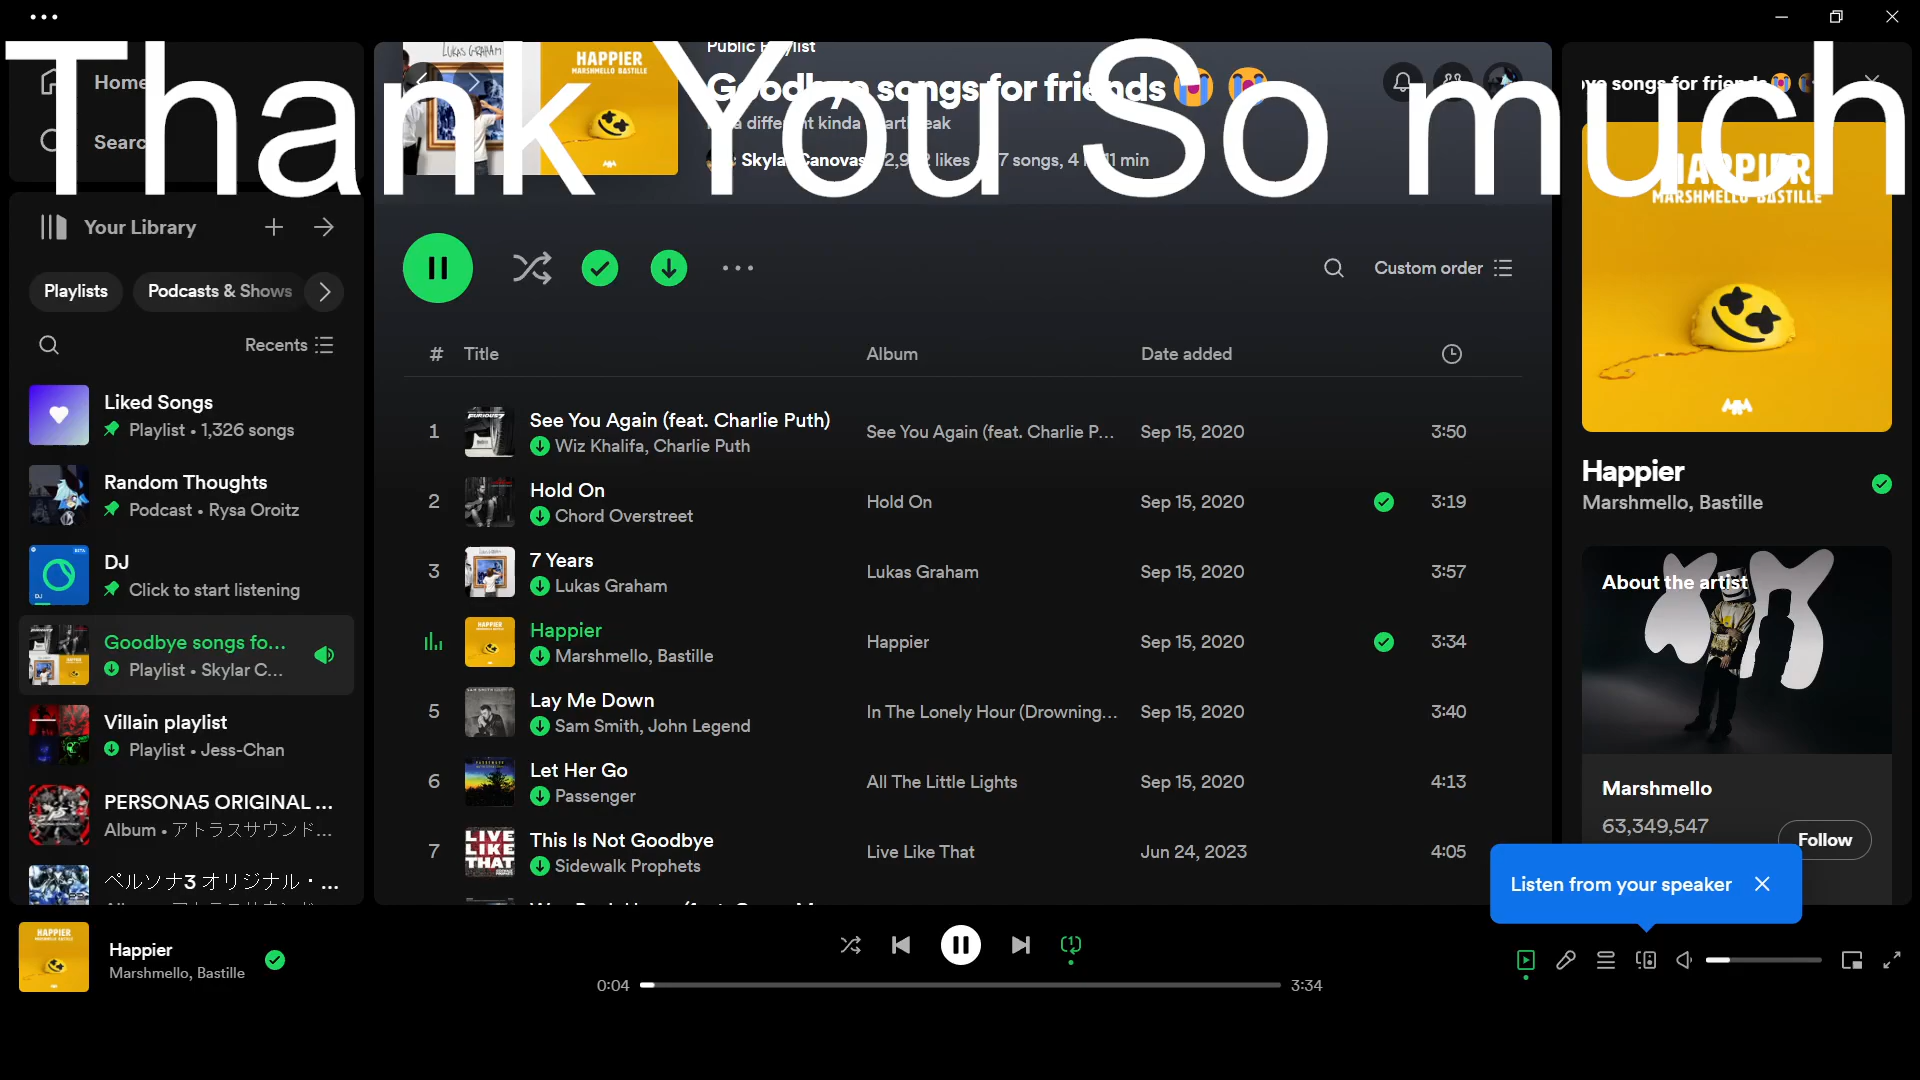 Thank You So much
Home
Public Playlist
Goodbye songs for friends
2,9
likes
songs, 4
min
Skylar Canovas
songs for friends
HAPPIER
MARSHMELLO BASTILLE
Your Library
Playlists
Podcasts & Shows
Recents
Liked Songs
Playlist • 1,326 songs
Random Thoughts
Podcast • Rysa Oroitz
DJ
Click to start listening
Goodbye songs fo...
Playlist • Skylar C...
Villain playlist
Playlist • Jess-Chan
PERSONA5 ORIGINAL ...
Album • アトラスサウンド...
ペルソナ3 オリジナル・...
Custom order
# Title Album Date added
1 See You Again (feat. Charlie Puth) See You Again (feat. Charlie P... Sep 15, 2020 3:50
Wiz Khalifa, Charlie Puth
2 Hold On Hold On Sep 15, 2020 3:19
Chord Overstreet
3 7 Years Lukas Graham Sep 15, 2020 3:57
Lukas Graham
Happier Happier Sep 15, 2020 3:34
Marshmello, Bastille
5 Lay Me Down In The Lonely Hour (Drowning... Sep 15, 2020 3:40
Sam Smith, John Legend
6 Let Her Go All The Little Lights Sep 15, 2020 4:13
Passenger
7 This Is Not Goodbye Live Like That Jun 24, 2023 4:05
Sidewalk Prophets
Happier
Marshmello, Bastille
About the artist
Marshmello
63,349,547
Follow
Listen from your speaker
Happier
Marshmello, Bastille
0:04
3:34